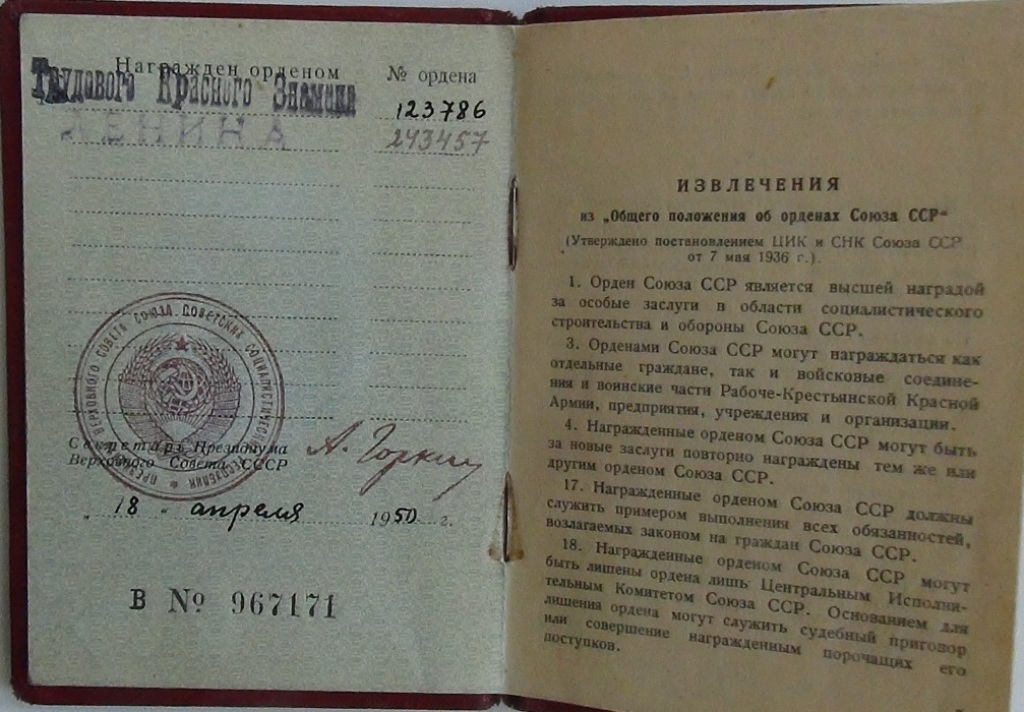 Награжден орденом № ордена
Трудового Красного Знамени 123786
ЛЕНИНА 243457
ПРЕЗИДИУМ ВЕРХОВНОГО СОВЕТА СОЮЗА СОВЕТСКИХ СОЦИАЛИСТИЧЕСКИХ РЕСПУБЛИК
Секретарь Президиума
Верховного Совета СССР
А. Горкин
„18“ апреля 1950 г.
В № 967171
ИЗВЛЕЧЕНИЯ
из „Общего положения об орденах Союза ССР“
(Утверждено постановлением ЦИК и СНК Союза ССР
от 7 мая 1936 г.).
1. Орден Союза ССР является высшей наградой
за особые заслуги в области социалистического
строительства и обороны Союза ССР.
3. Орденами Союза ССР могут награждаться как
отдельные граждане, так и войсковые соедине-
ния и воинские части Рабоче-Крестьянской Красной
Армии, предприятия, учреждения и организации.
4. Награжденные орденом Союза ССР могут быть
за новые заслуги повторно награждены тем же или
другим орденом Союза ССР.
17. Награжденные орденом Союза ССР должны
служить примером выполнения всех обязанностей,
возлагаемых законом на граждан Союза ССР.
18. Награжденные орденом Союза ССР могут
быть лишены ордена лишь Центральным Исполни-
тельным Комитетом Союза ССР. Основанием для
лишения ордена могут служить судебный приговор
или совершение награжденным порочащих его
поступков.